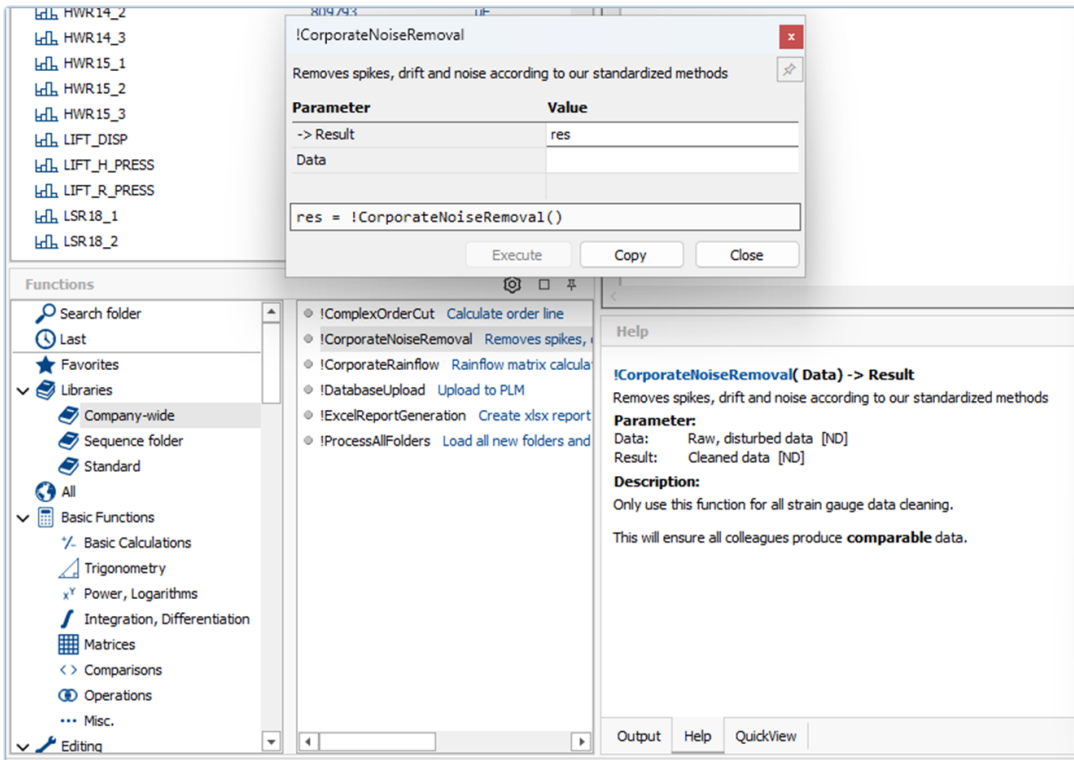 HWR14_2 809793 uE
HWR14_3
HWR15_1
HWR15_2
HWR15_3
LIFT_DISP
LIFT_H_PRESS
LIFT_R_PRESS
LSR18_1
LSR18_2
!CorporateNoiseRemoval
x
Removes spikes, drift and noise according to our standardized methods
Parameter Value
-> Result res
Data
res = !CorporateNoiseRemoval()
Execute Copy Close
Functions
Search folder
Last
Favorites
Libraries
Company-wide
Sequence folder
Standard
All
Basic Functions
Basic Calculations
Trigonometry
Power, Logarithms
Integration, Differentiation
Matrices
Comparisons
Operations
Misc.
Editing
!ComplexOrderCut Calculate order line
!CorporateNoiseRemoval Removes spikes,
!CorporateRainflow Rainflow matrix calcula
!DatabaseUpload Upload to PLM
!ExcelReportGeneration Create xlsx report
!ProcessAllFolders Load all new folders and
Help
!CorporateNoiseRemoval( Data) -> Result
Removes spikes, drift and noise according to our standardized methods
Parameter:
Data: Raw, disturbed data [ND]
Result: Cleaned data [ND]
Description:
Only use this function for all strain gauge data cleaning.
This will ensure all colleagues produce comparable data.
Output Help QuickView